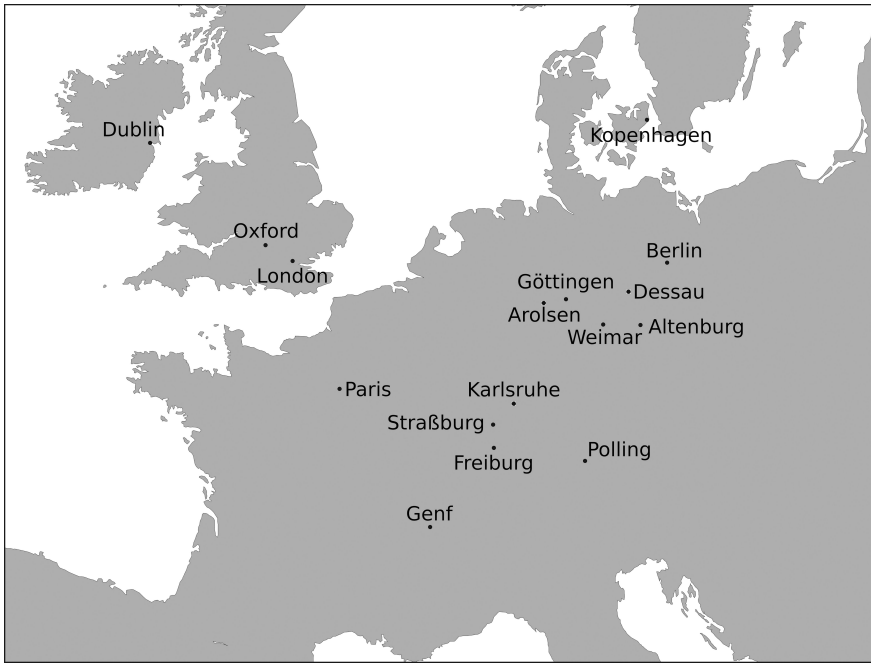 Dublin
Kopenhagen
Oxford
London
Berlin
Göttingen
Dessau
Arolsen
Weimar
Altenburg
Paris
Karlsruhe
Straßburg
Freiburg
Polling
Genf